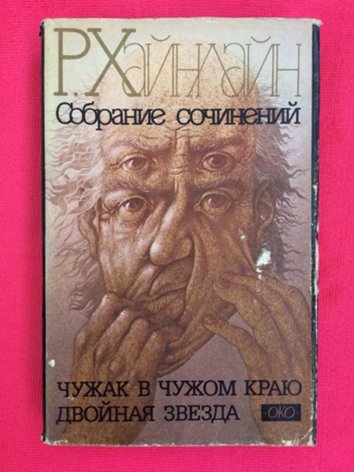 Р. Хайнлайн
Собрание сочинений
ЧУЖАК В ЧУЖОМ КРАЮ
ДВОЙНАЯ ЗВЕЗДА
ОКО